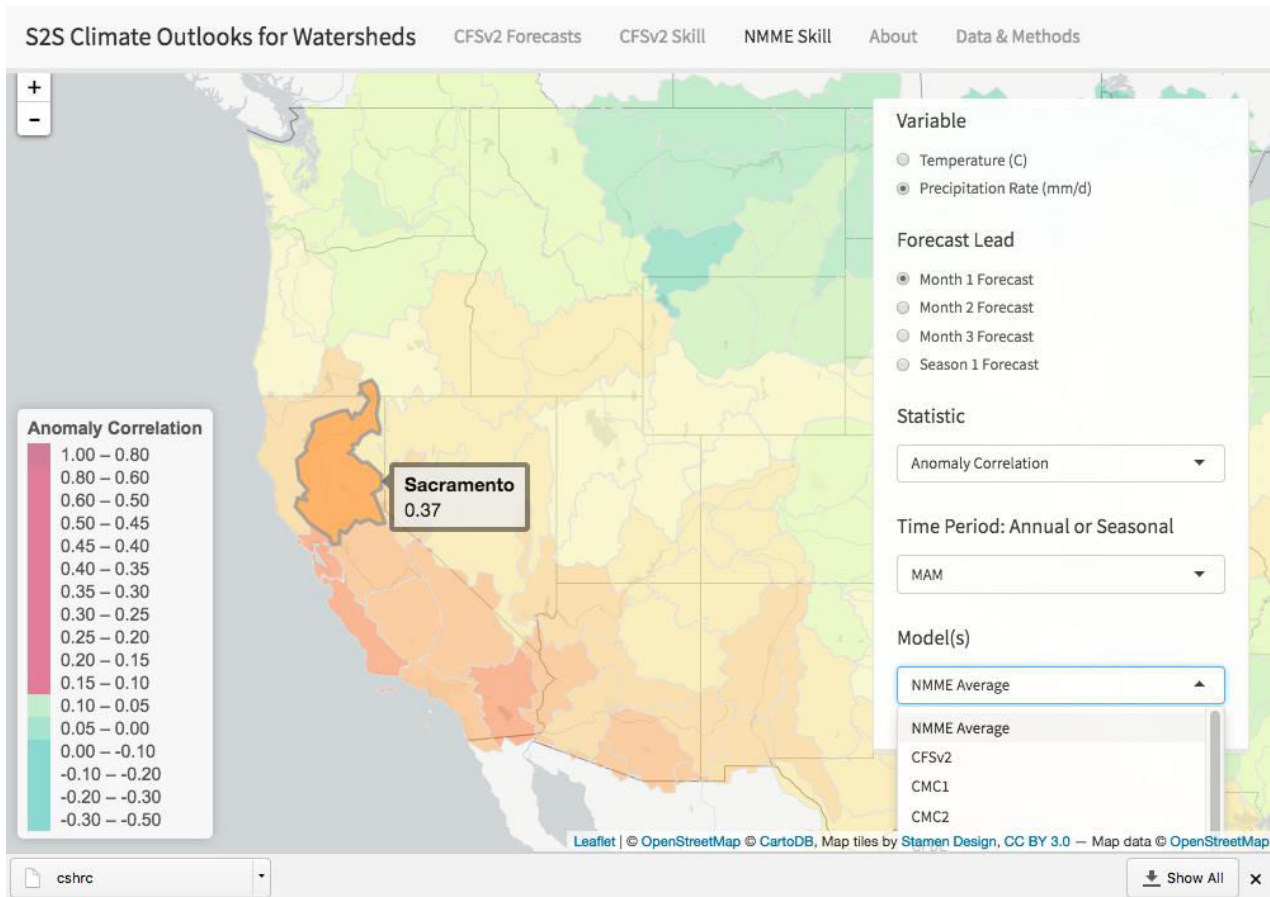 S2S Climate Outlooks for Watersheds CFSv2 Forecasts CFSv2 Skill NMME Skill About Data & Methods
+
-
Variable
Temperature (C)
Precipitation Rate (mm/d)
Forecast Lead
Month 1 Forecast
Month 2 Forecast
Month 3 Forecast
Season 1 Forecast
Statistic
Anomaly Correlation
Time Period: Annual or Seasonal
MAM
Model(s)
NMME Average
NMME Average
CFSv2
CMC1
CMC2
Sacramento
0.37
Anomaly Correlation
1.00 – 0.80
0.80 – 0.60
0.60 – 0.50
0.50 – 0.45
0.45 – 0.40
0.40 – 0.35
0.35 – 0.30
0.30 – 0.25
0.25 – 0.20
0.20 – 0.15
0.15 – 0.10
0.10 – 0.05
0.05 – 0.00
0.00 – -0.10
-0.10 – -0.20
-0.20 – -0.30
-0.30 – -0.50
Leaflet | © OpenStreetMap © CartoDB, Map tiles by Stamen Design, CC BY 3.0 — Map data © OpenStreetMap
cshrc
Show All